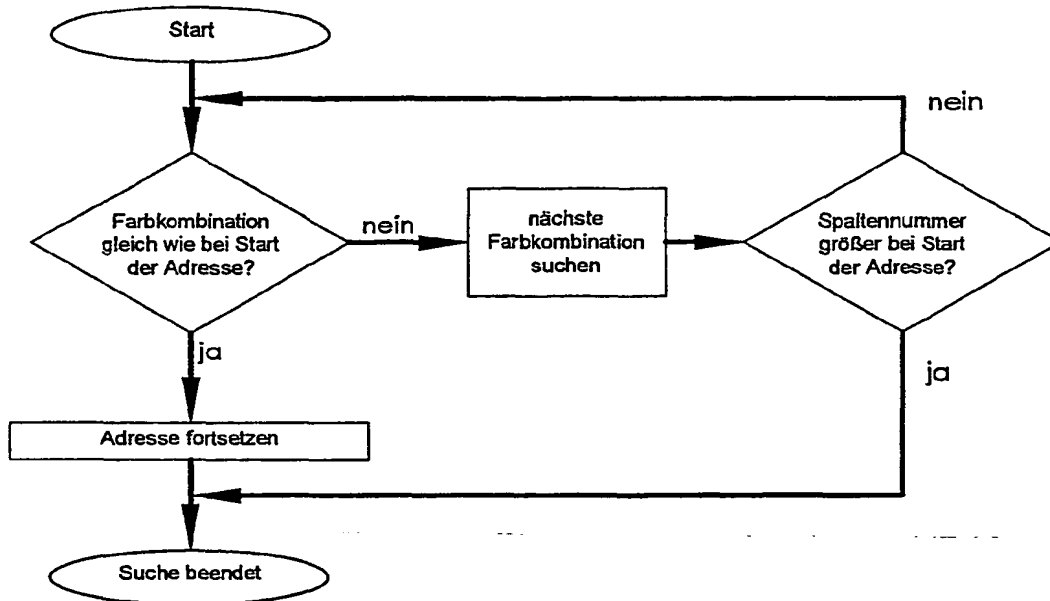 Start
nein
Farbkombination
gleich wie bei Start
der Adresse?
nein
nächste
Farbkombination
suchen
Spaltennummer
größer bei Start
der Adresse?
ja
ja
Adresse fortsetzen
Suche beendet